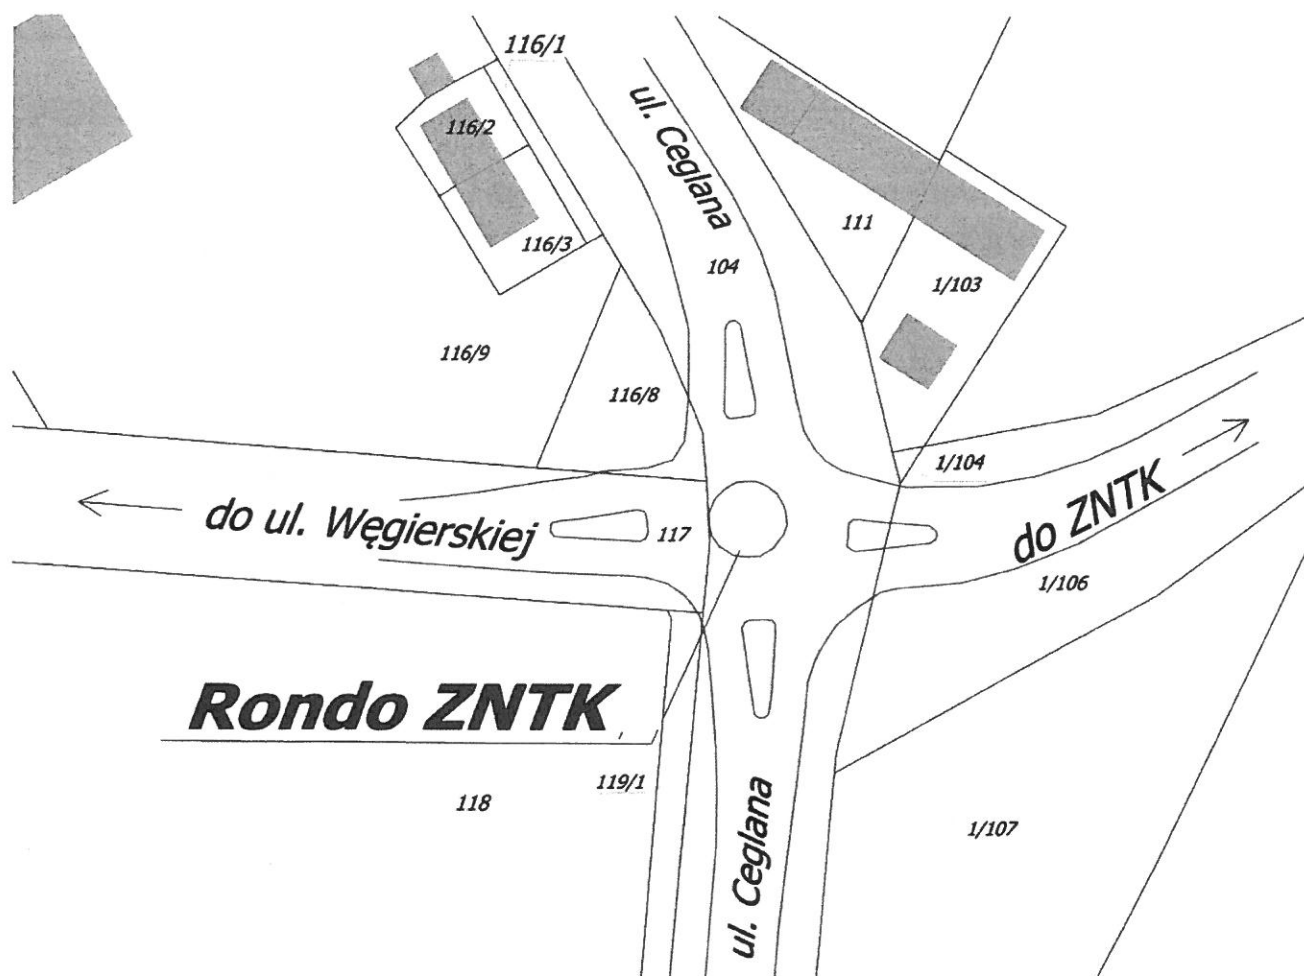 116/1
ul. Ceglana
116/2
116/3
111
104
1/103
116/9
116/8
1/104
do ul. Węgierskiej
117
do ZNTK
1/106
Rondo ZNTK
119/1
118
ul. Ceglana
1/107